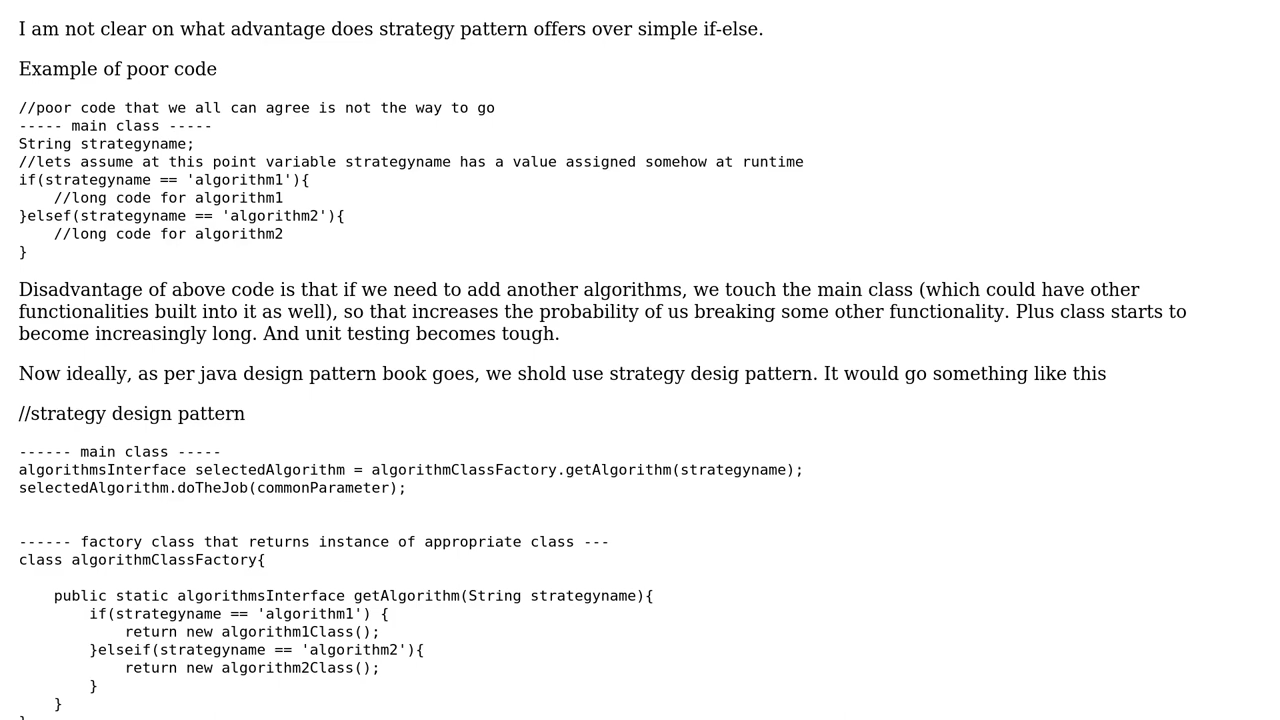 I am not clear on what advantage does strategy pattern offers over simple if-else.
Example of poor code
//poor code that we all can agree is not the way to go
----- main class -----
String strategyname;
//lets assume at this point variable strategyname has a value assigned somehow at runtime
if(strategyname == 'algorithm1'){
    //long code for algorithm1
}elsef(strategyname == 'algorithm2'){
    //long code for algorithm2
}
Disadvantage of above code is that if we need to add another algorithms, we touch the main class (which could have other
functionalities built into it as well), so that increases the probability of us breaking some other functionality. Plus class starts to
become increasingly long. And unit testing becomes tough.
Now ideally, as per java design pattern book goes, we shold use strategy desig pattern. It would go something like this
//strategy design pattern
------ main class -----
algorithmsInterface selectedAlgorithm = algorithmClassFactory.getAlgorithm(strategyname);
selectedAlgorithm.doTheJob(commonParameter);
------ factory class that returns instance of appropriate class ---
class algorithmClassFactory{
    public static algorithmsInterface getAlgorithm(String strategyname){
        if(strategyname == 'algorithm1') {
            return new algorithm1Class();
        }elseif(strategyname == 'algorithm2'){
            return new algorithm2Class();
        }
    }
}